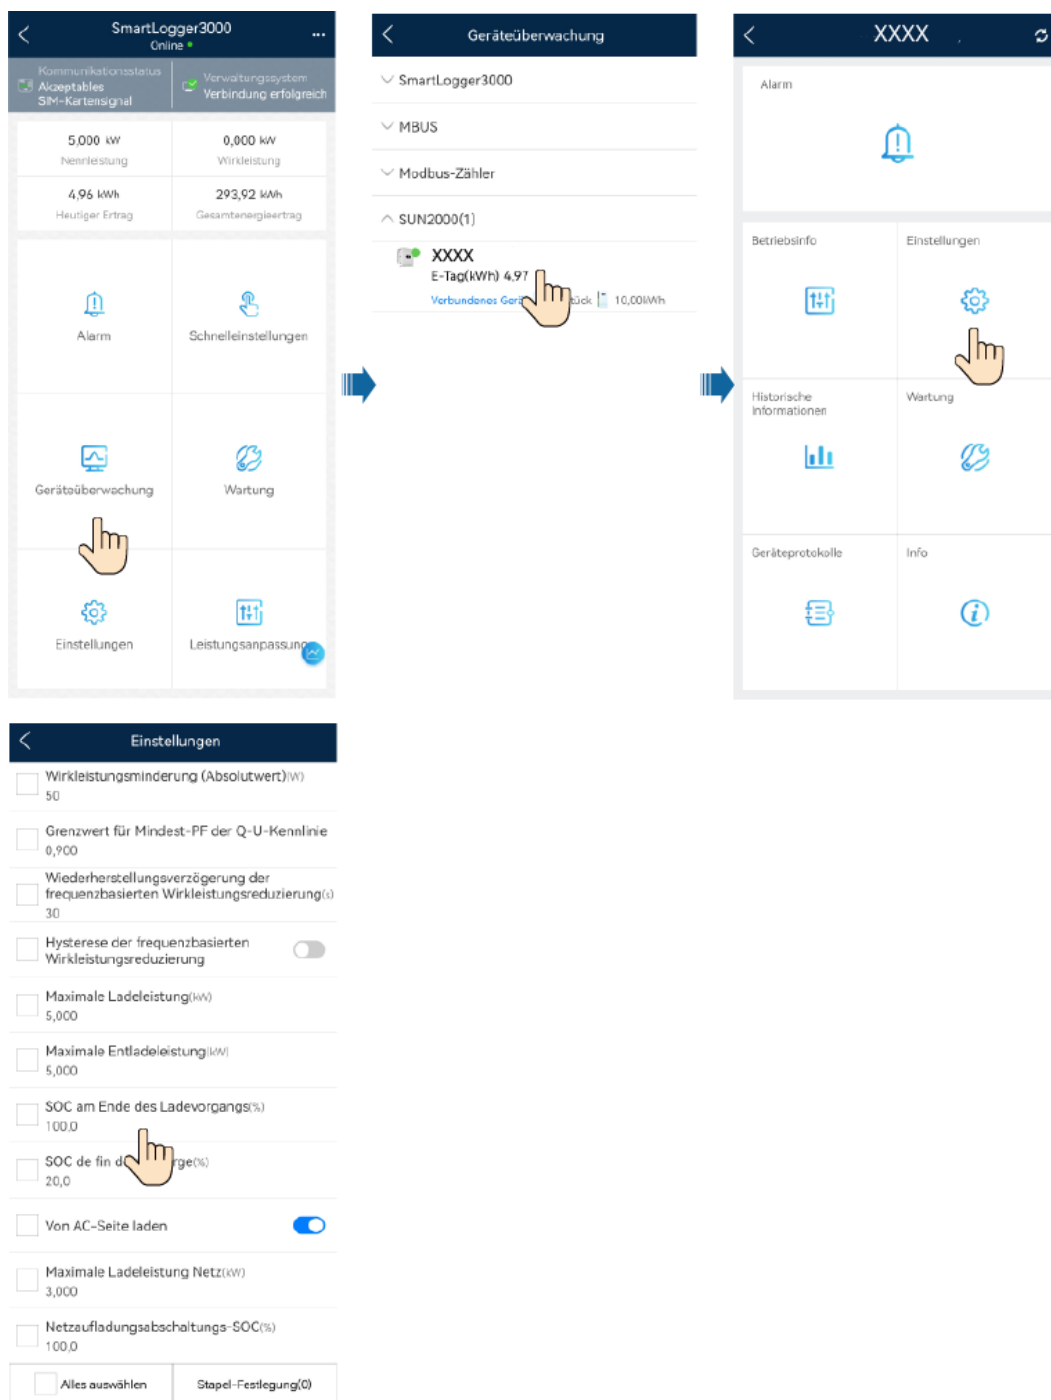 SmartLogger3000
Online
Kommunikationsstatus
Akzeptables
SIM-Kartensignal
Verwaltungssystem
Verbindung erfolgreich
5,000 kW
Nennleistung
0,000 kW
Wirkleistung
4,96 kWh
Heutiger Ertrag
293,92 kWh
Gesamtenergieertrag
Alarm
Schnelleinstellungen
Geräteüberwachung
Wartung
Einstellungen
Leistungsanpassung
Geräteüberwachung
SmartLogger3000
MBUS
Modbus-Zähler
SUN2000(1)
XXXX
E-Tag(kWh) 4,97
Verbundenes Ger
tück 10,00kWh
XXXX
Alarm
Betriebsinfo
Einstellungen
Historische
Informationen
Wartung
Geräteprotokolle
Info
Einstellungen
Wirkleistungsminderung (Absolutwert)(W)
50
Grenzwert für Mindest-PF der Q-U-Kennlinie
0,900
Wiederherstellungsverzögerung der
frequenzbasierten Wirkleistungsreduzierung(s)
30
Hysterese der frequenzbasierten
Wirkleistungsreduzierung
Maximale Ladeleistung(kW)
5,000
Maximale Entladeleistung(kW)
5,000
SOC am Ende des Ladevorgangs(%)
100,0
SOC de fin d rge(%)
20,0
Von AC-Seite laden
Maximale Ladeleistung Netz(kW)
3,000
Netzaufladungsabschaltungs-SOC(%)
100,0
Alles auswählen
Stapel-Festlegung(0)